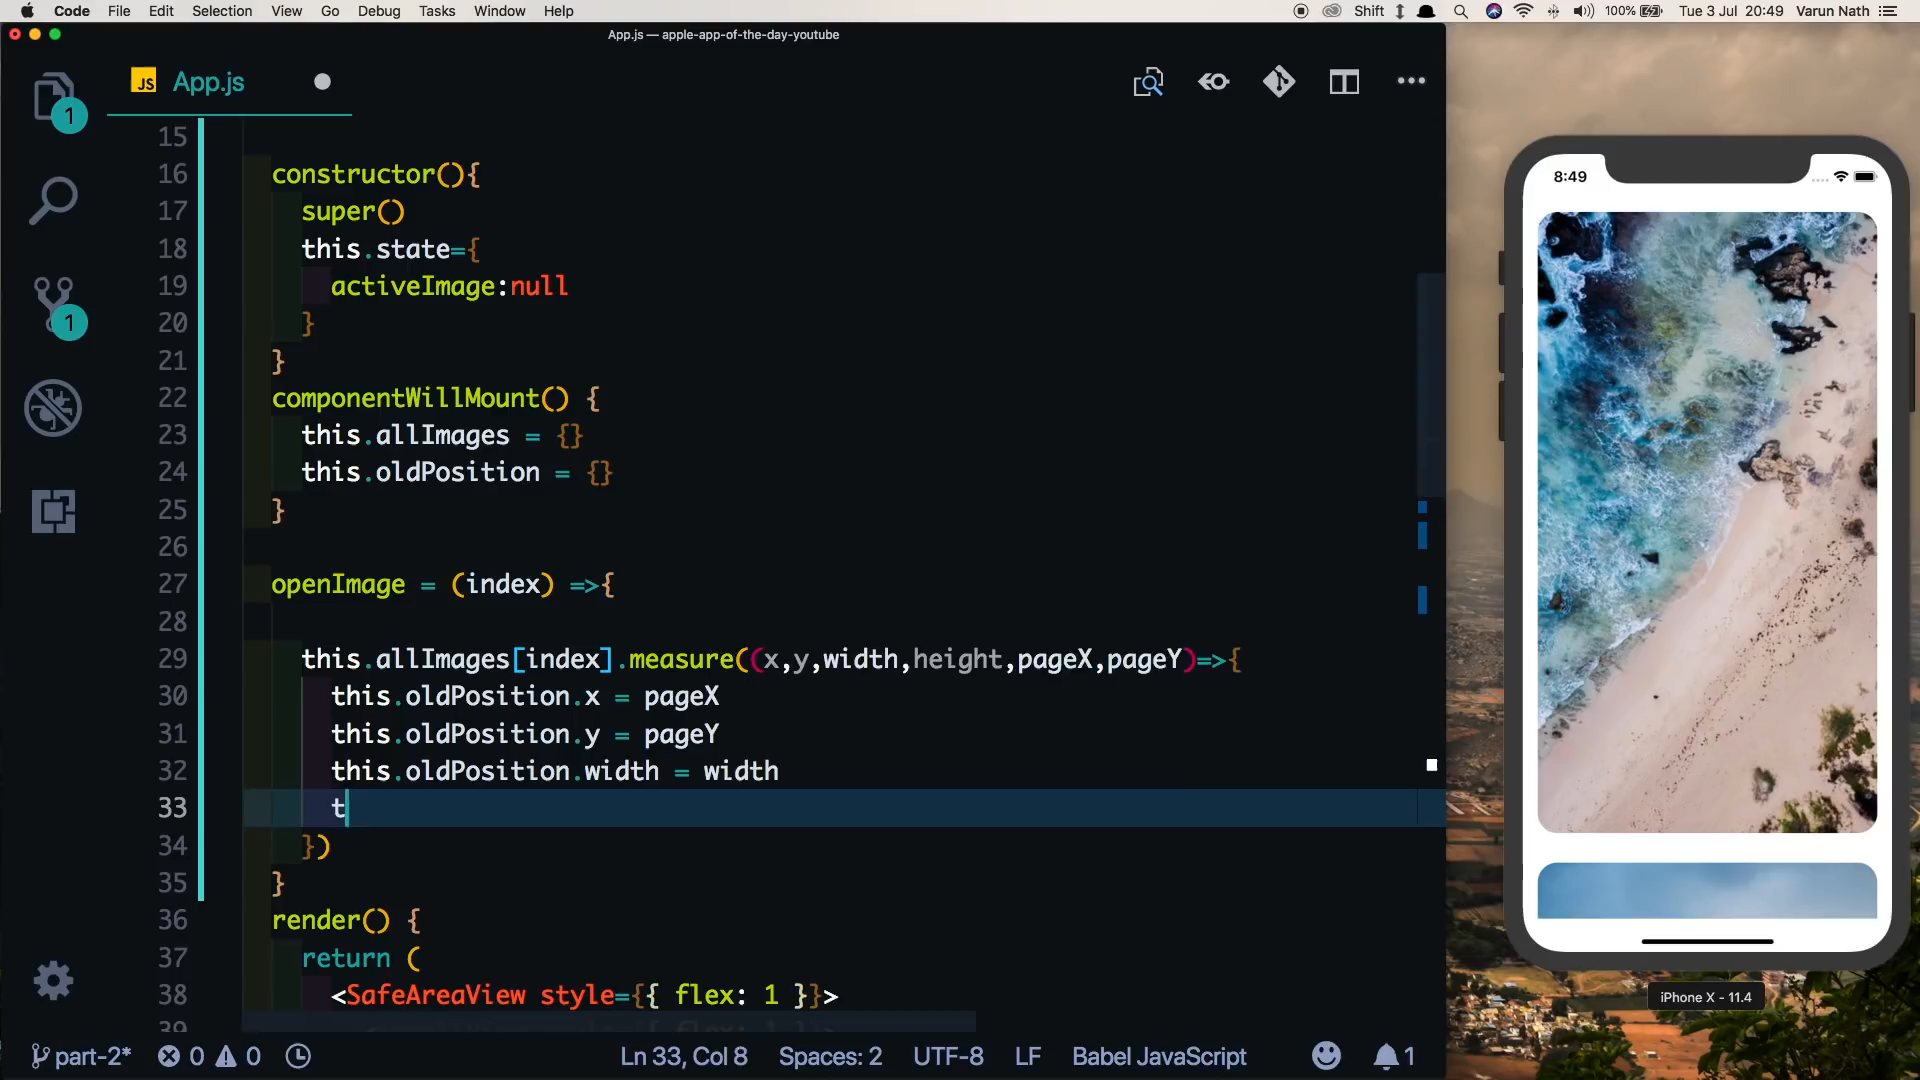 Code File Edit Selection View Go Debug Tasks Window Help Shift 100% Tue 3 Jul 20:49 Varun Nath
App.js — apple-app-of-the-day-youtube
JS App.js
1
1
15
16 constructor(){
17 super()
18 this.state={
19 activeImage:null
20 }
21 }
22 componentWillMount() {
23 this.allImages = {}
24 this.oldPosition = {}
25 }
26
27 openImage = (index) =>{
28
29 this.allImages[index].measure((x,y,width,height,pageX,pageY)=>{
30 this.oldPosition.x = pageX
31 this.oldPosition.y = pageY
32 this.oldPosition.width = width
33 t
34 })
35 }
36 render() {
37 return (
38 <SafeAreaView style={{ flex: 1 }}>
39
part-2* 0 0 Ln 33, Col 8 Spaces: 2 UTF-8 LF Babel JavaScript 1
8:49
iPhone X - 11.4